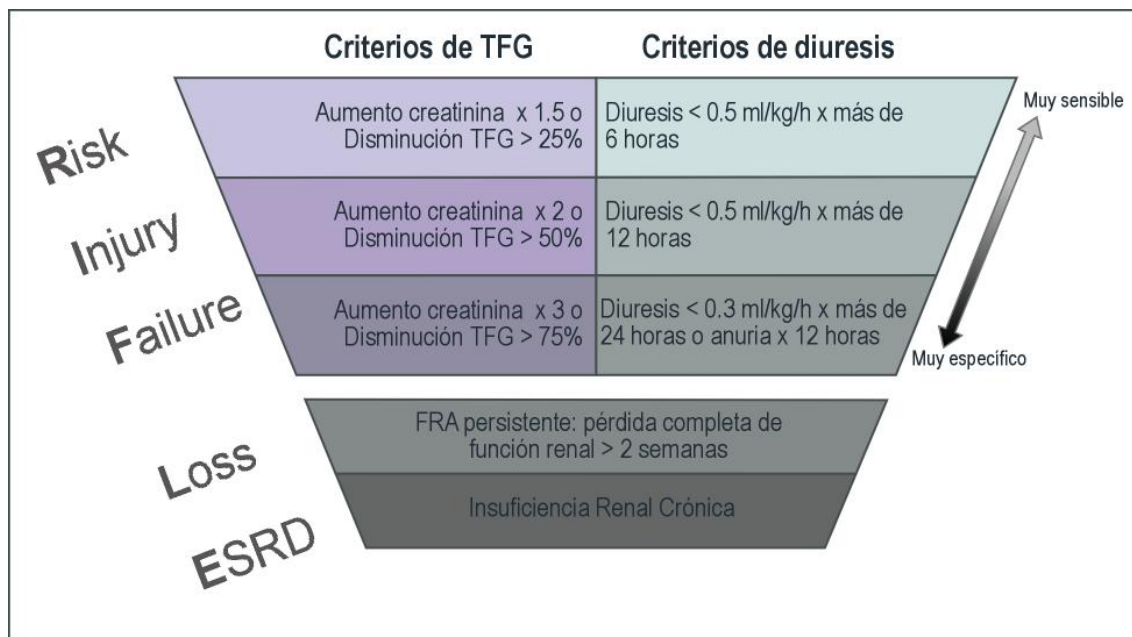 Criterios de TFG
Criterios de diuresis
Muy sensible
Risk
Aumento creatinina x 1.5 o
Disminución TFG > 25%
Diuresis < 0.5 ml/kg/h x más de
6 horas
Injury
Aumento creatinina x 2 o
Disminución TFG > 50%
Diuresis < 0.5 ml/kg/h x más de
12 horas
Failure
Aumento creatinina x 3 o
Disminución TFG > 75%
Diuresis < 0.3 ml/kg/h x más de
24 horas o anuria x 12 horas
Muy específico
Loss
FRA persistente: pérdida completa de
función renal > 2 semanas
ESRD
Insuficiencia Renal Crónica